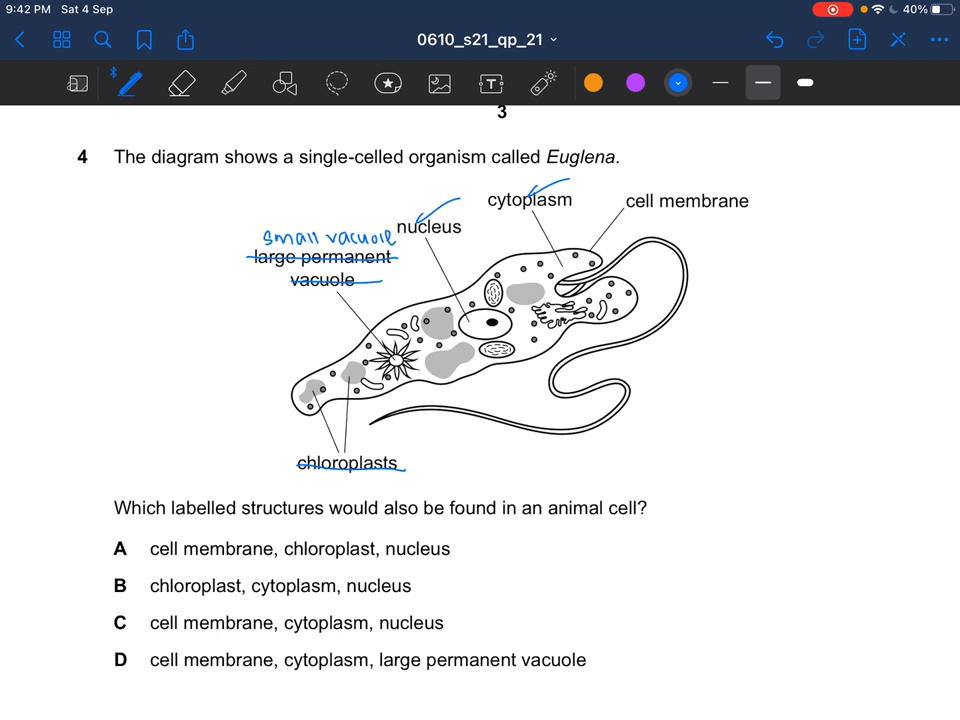 9:42 PM Sat 4 Sep
40%
0610_s21_qp_21
T
3
4 The diagram shows a single-celled organism called Euglena.
cytoplasm
cell membrane
nucleus
small vacuole
large permanent
vacuole
chloroplasts
Which labelled structures would also be found in an animal cell?
A cell membrane, chloroplast, nucleus
B chloroplast, cytoplasm, nucleus
C cell membrane, cytoplasm, nucleus
D cell membrane, cytoplasm, large permanent vacuole